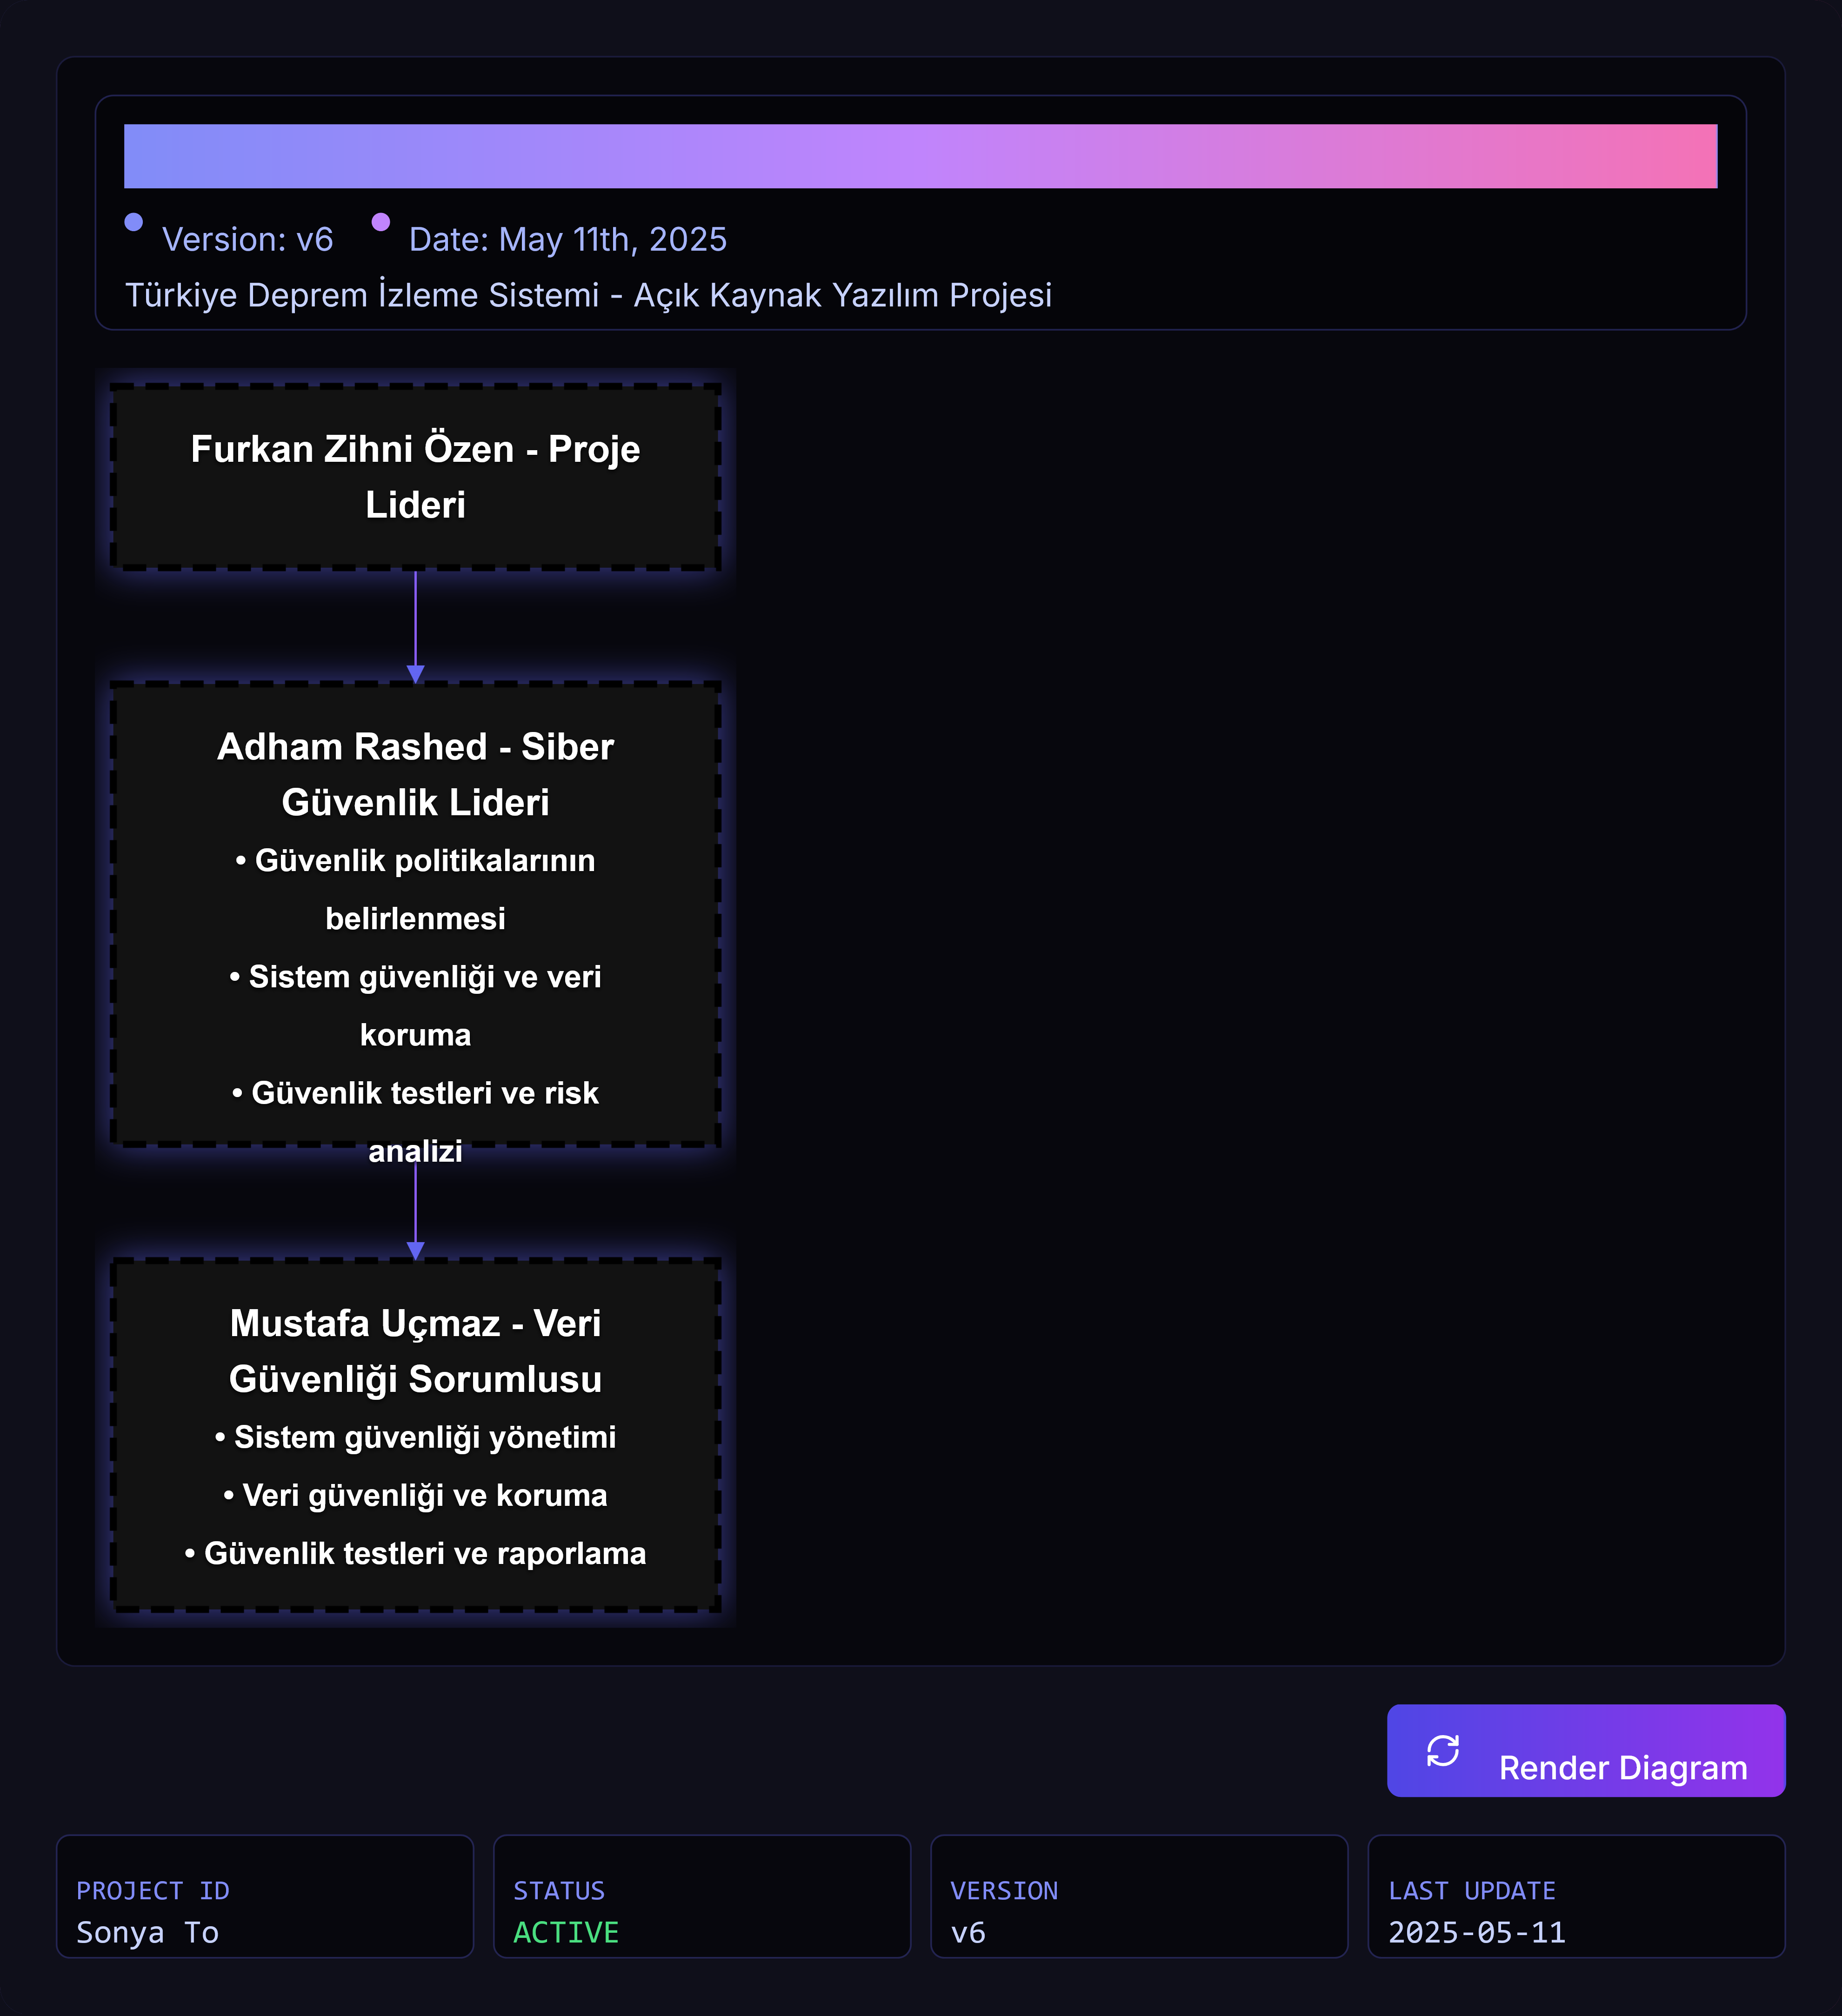 Version: v6
Date: May 11th, 2025
Türkiye Deprem İzleme Sistemi - Açık Kaynak Yazılım Projesi
Furkan Zihni Özen - Proje
Lideri
Adham Rashed - Siber
Güvenlik Lideri
• Güvenlik politikalarının
belirlenmesi
• Sistem güvenliği ve veri
koruma
• Güvenlik testleri ve risk
analizi
Mustafa Uçmaz - Veri
Güvenliği Sorumlusu
• Sistem güvenliği yönetimi
• Veri güvenliği ve koruma
• Güvenlik testleri ve raporlama
Render Diagram
PROJECT ID
Sonya To
STATUS
ACTIVE
VERSION
v6
LAST UPDATE
2025-05-11